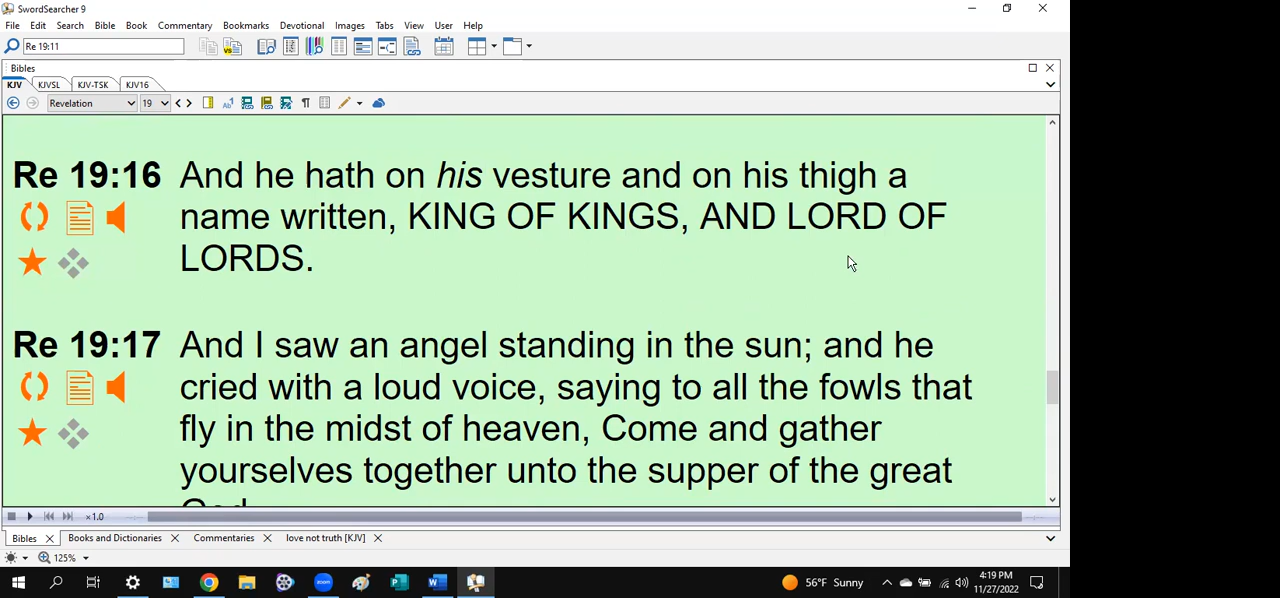 SwordSearcher 9
File Edit Search Bible Book Commentary Bookmarks Devotional Images Tabs View User Help
Re 19:11
Bibles
KJV KJVSL KJV-TSK KJV16
Revelation 19
Re 19:16 And he hath on his vesture and on his thigh a
name written, KING OF KINGS, AND LORD OF
LORDS.
Re 19:17 And I saw an angel standing in the sun; and he
cried with a loud voice, saying to all the fowls that
fly in the midst of heaven, Come and gather
yourselves together unto the supper of the great
God
×1.0
Bibles Books and Dictionaries Commentaries love not truth [KJV]
125%
56°F Sunny 4:19 PM
11/27/2022